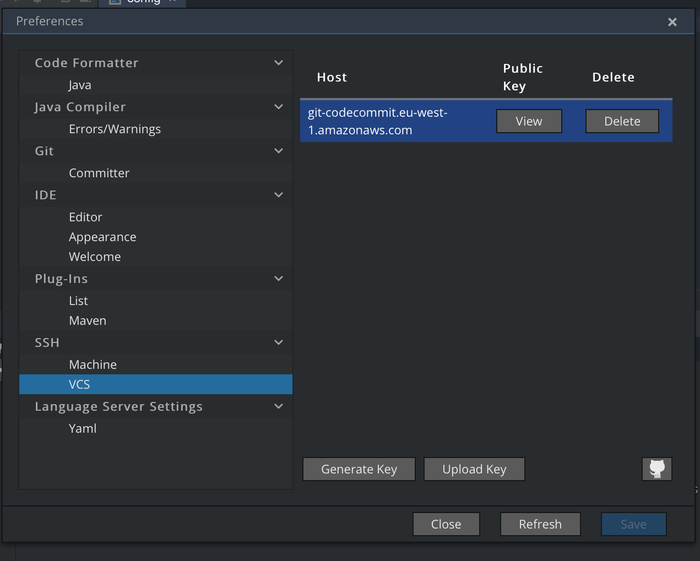 config
Preferences
Code Formatter
Java
Java Compiler
Errors/Warnings
Git
Committer
IDE
Editor
Appearance
Welcome
Plug-Ins
List
Maven
SSH
Machine
VCS
Language Server Settings
Yaml
Host
Public
Key
Delete
git-codecommit.eu-west-
1.amazonaws.com
View
Delete
Generate Key
Upload Key
Close
Refresh
Save